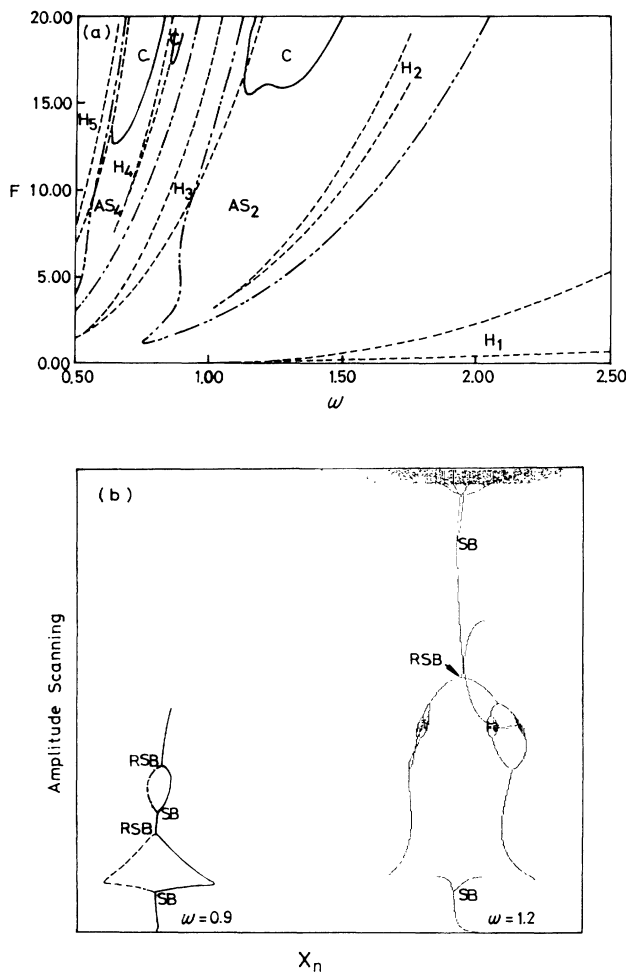 20.00
(a)
C
C
C
H2
15.00
H5
H4
H3
F
10.00
AS4
AS2
5.00
H1
0.00
0.50
1.00
1.50
2.00
2.50
ω
(b)
SB
RSB
Amplitude Scanning
RSB
SB
RSB
SB
SB
ω=0.9
ω=1.2
Xn